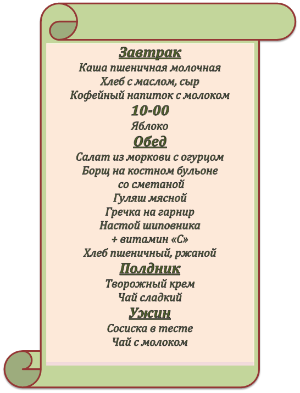 Завтрак
Каша пшеничная молочная
Хлеб с маслом, сыр
Кофейный напиток с молоком
10-00
Яблоко
Обед
Салат из моркови с огурцом
Борщ на костном бульоне
со сметаной
Гуляш мясной
Гречка на гарнир
Настой шиповника
+ витамин «С»
Хлеб пшеничный, ржаной
Полдник
Творожный крем
Чай сладкий
Ужин
Сосиска в тесте
Чай с молоком